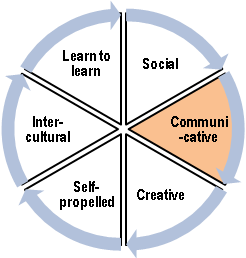 Learn to
learn
Social
Communi
-cative
Creative
Self-
propelled
Inter-
cultural